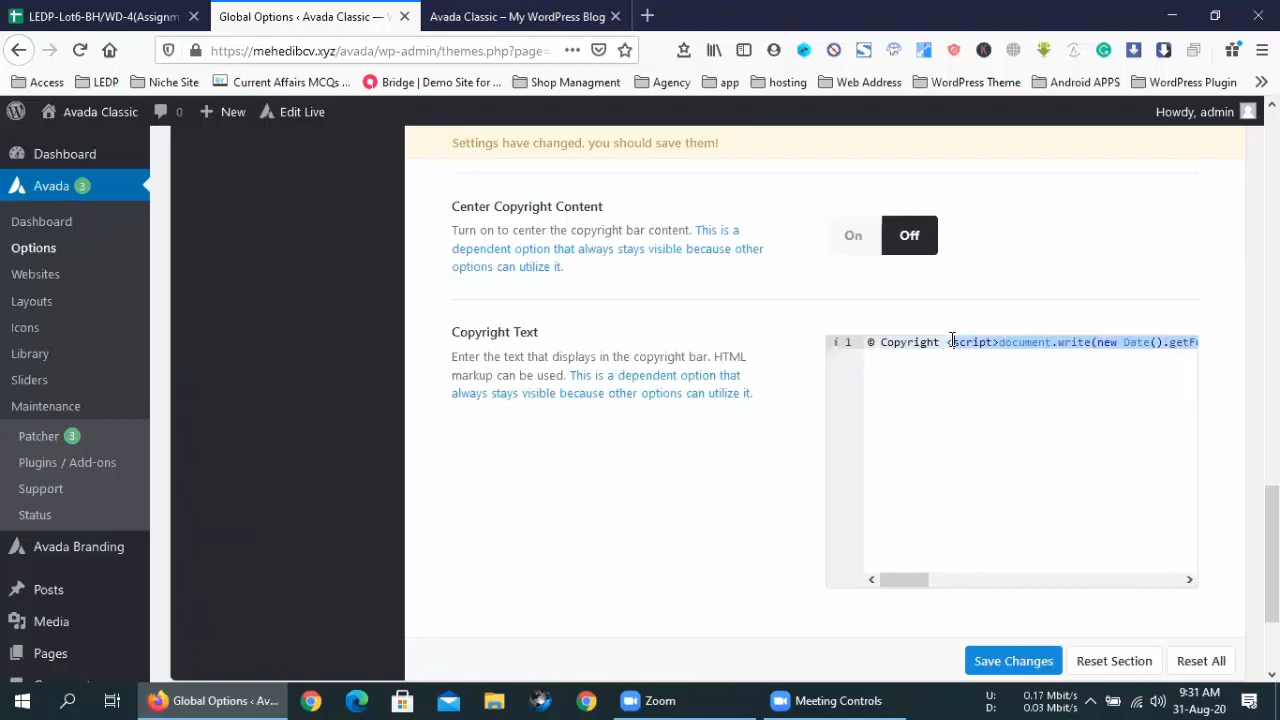 LEDP-Lot6-BH/WD-4(Assignm
Global Options ‹ Avada Classic —
Avada Classic – My WordPress Blog
https://mehedibcv.xyz/avada/wp-admin/themes.php?page=
Access
LEDP
Niche Site
Current Affairs MCQs ...
Bridge | Demo Site for ...
Shop Managment
Agency
app
hosting
Web Address
WordPress Theme
Android APPS
WordPress Plugin
Avada Classic
0
New
Edit Live
Howdy, admin
Dashboard
Avada 3
Dashboard
Options
Websites
Layouts
Icons
Library
Sliders
Maintenance
Patcher 3
Plugins / Add-ons
Support
Status
Avada Branding
Posts
Media
Pages
Settings have changed, you should save them!
Center Copyright Content
Turn on to center the copyright bar content. This is a
dependent option that always stays visible because other
options can utilize it.
On
Off
Copyright Text
Enter the text that displays in the copyright bar. HTML
markup can be used. This is a dependent option that
always stays visible because other options can utilize it.
i 1 © Copyright <script>document.write(new Date().getF
Save Changes
Reset Section
Reset All
Global Options ‹ Av...
Zoom
Meeting Controls
U: 0.17 Mbit/s
D: 0.03 Mbit/s
9:31 AM
31-Aug-20